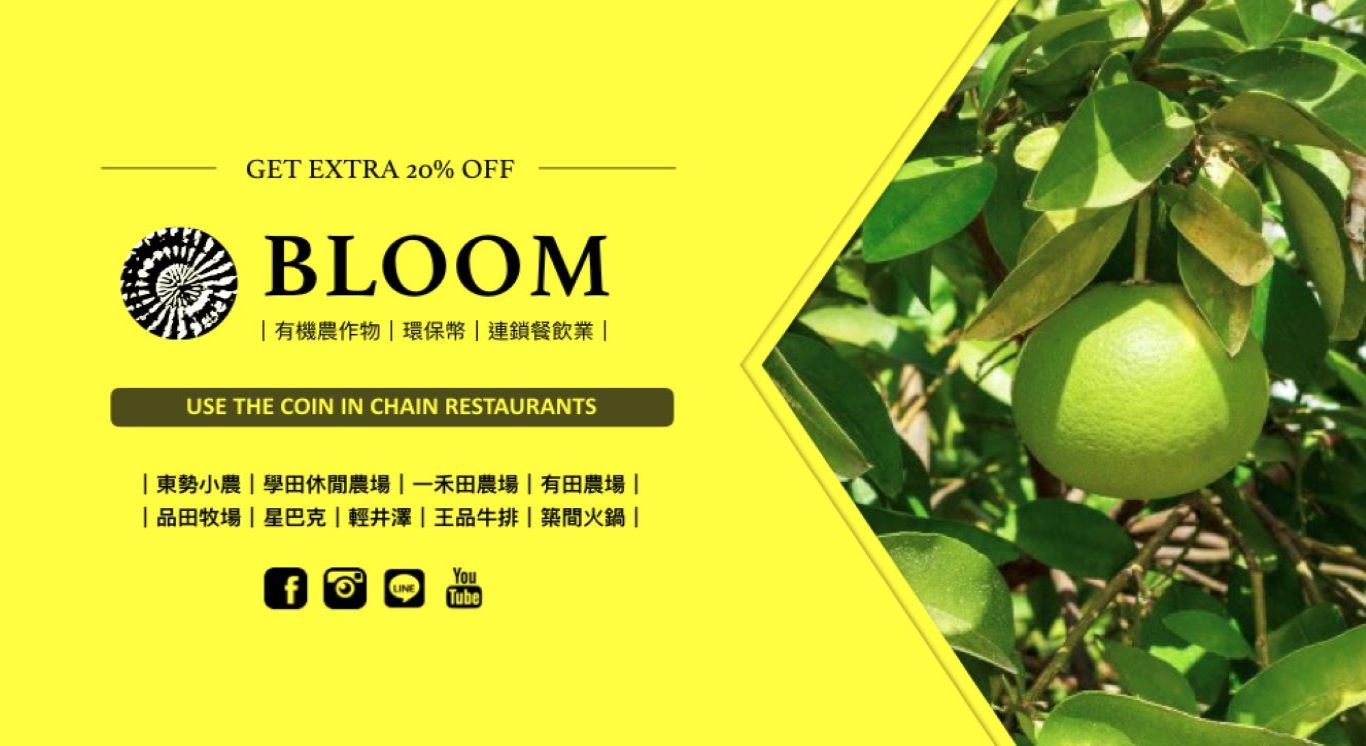 GET EXTRA 20% OFF
BLOOM
｜有機農作物｜環保幣｜連鎖餐飲業｜
USE THE COIN IN CHAIN RESTAURANTS
｜東勢小農｜學田休閒農場｜一禾田農場｜有田農場｜
｜品田牧場｜星巴克｜輕井澤｜王品牛排｜築間火鍋｜
f LINE You Tube